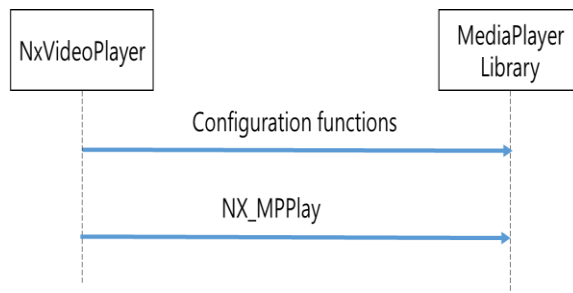 NxVideoPlayer
MediaPlayer
Library
Configuration functions
NX_MPPlay